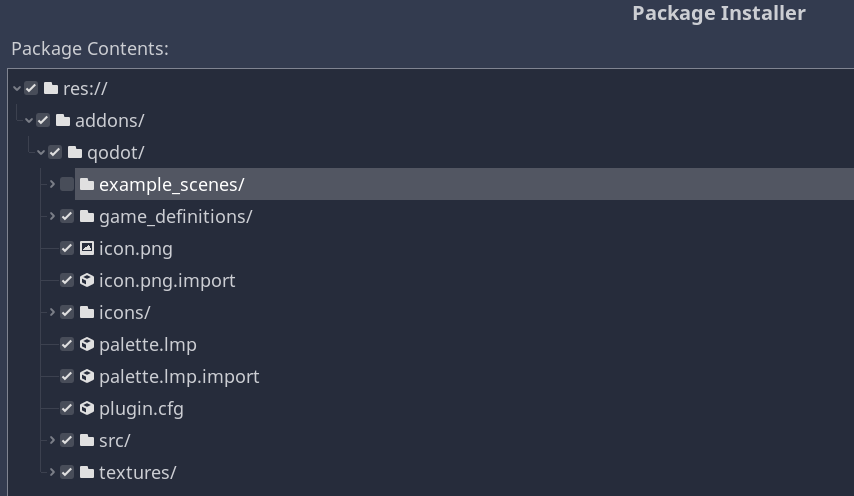 Package Installer
Package Contents:
res://
addons/
qodot/
example_scenes/
game_definitions/
icon.png
icon.png.import
icons/
palette.lmp
palette.lmp.import
plugin.cfg
src/
textures/